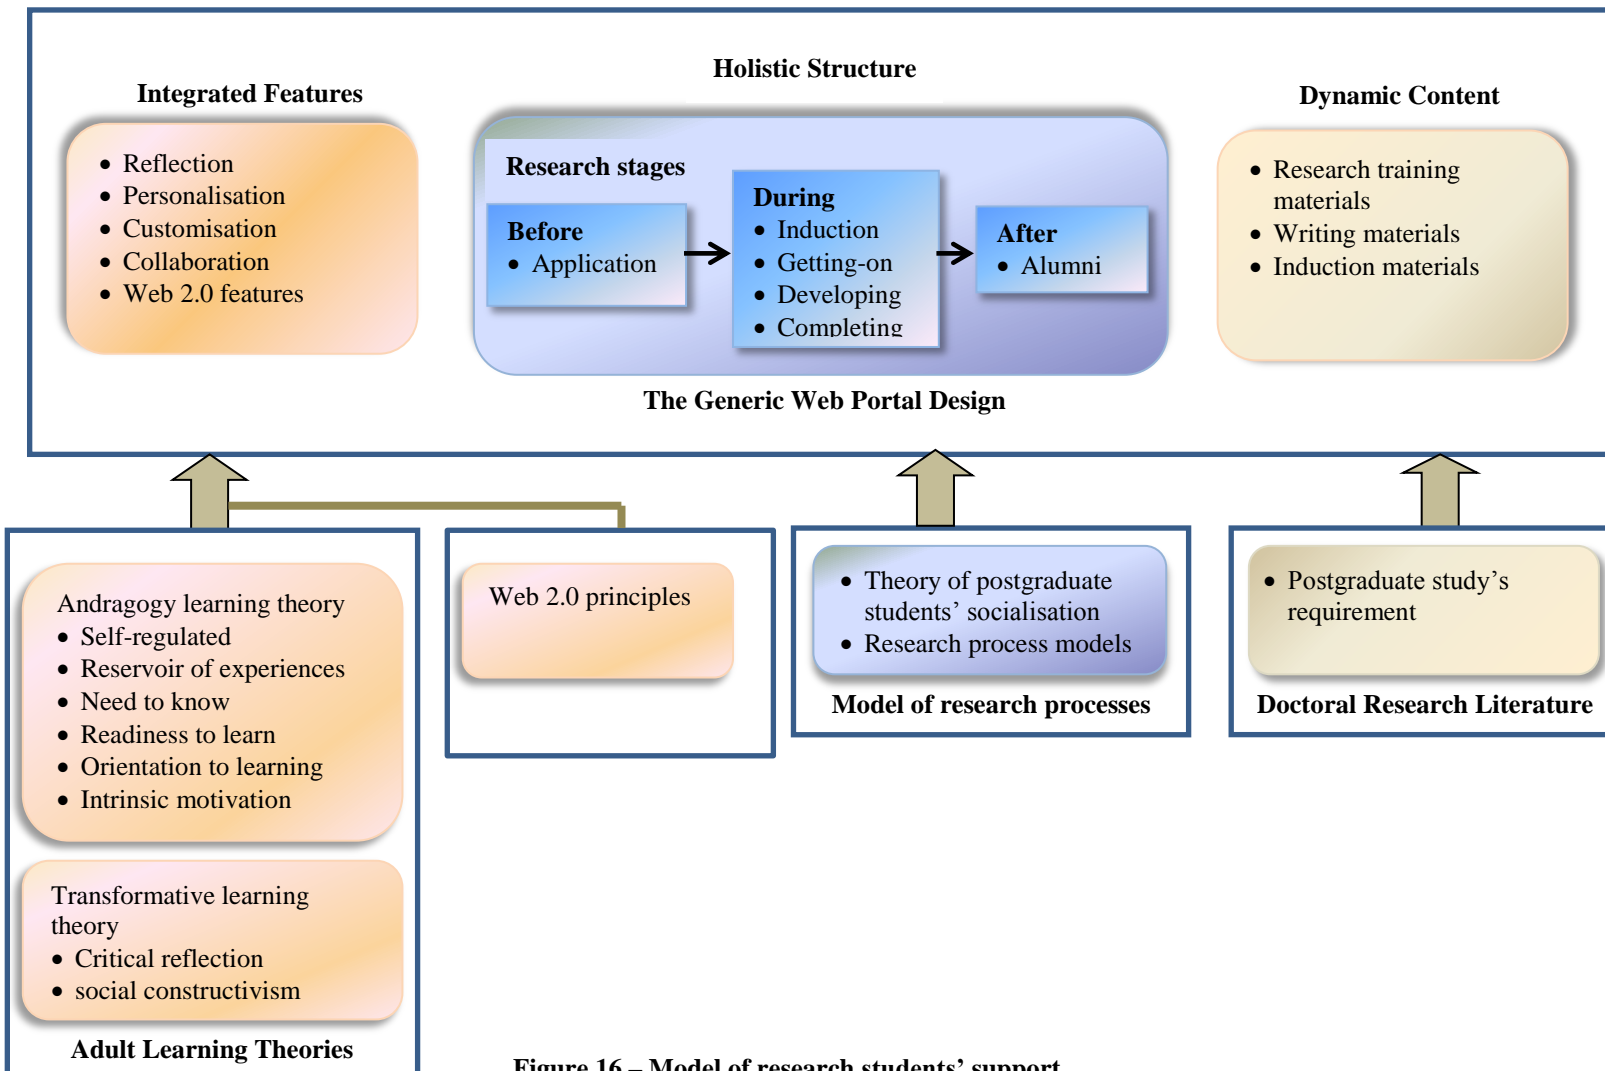 Holistic Structure
Integrated Features
Dynamic Content
• Reflection
• Personalisation
• Customisation
• Collaboration
• Web 2.0 features
Research stages
Before
• Application
During
• Induction
• Getting-on
• Developing
• Completing
After
• Alumni
• Research training
materials
• Writing materials
• Induction materials
The Generic Web Portal Design
Andragogy learning theory
• Self-regulated
• Reservoir of experiences
• Need to know
• Readiness to learn
• Orientation to learning
• Intrinsic motivation
Transformative learning
theory
• Critical reflection
• social constructivism
Adult Learning Theories
Web 2.0 principles
• Theory of postgraduate
students’ socialisation
• Research process models
Model of research processes
• Postgraduate study’s
requirement
Doctoral Research Literature
Figure 16 – Model of research students’ support